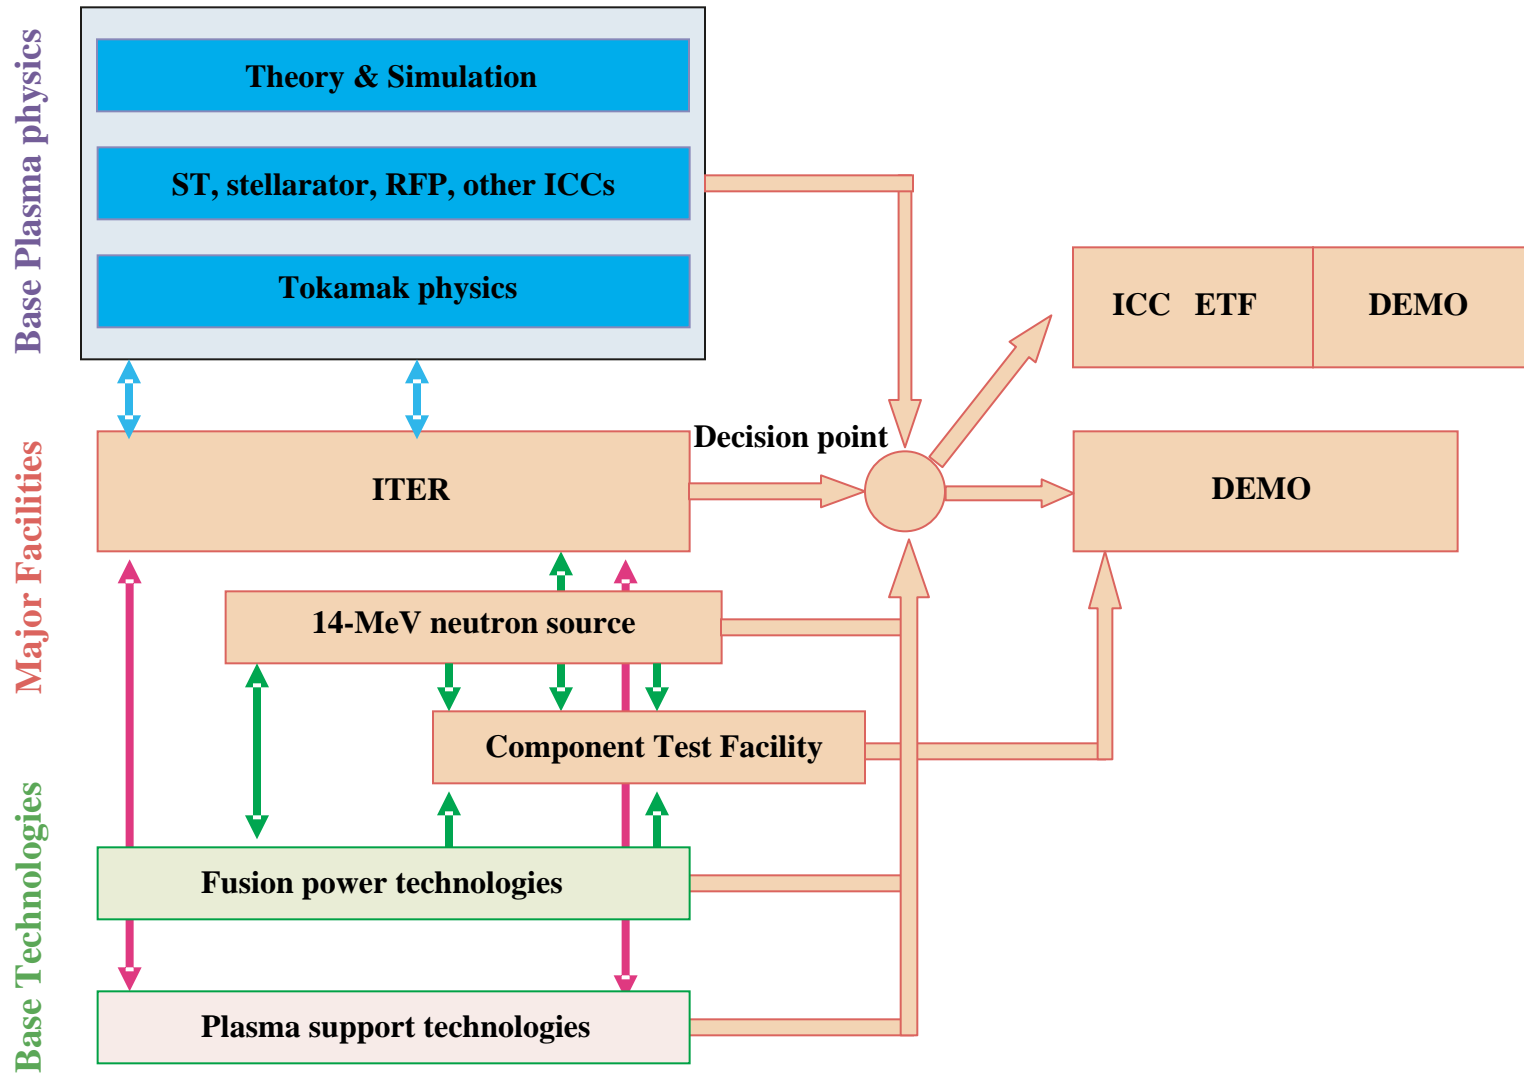 Base Plasma physics
Theory & Simulation
ST, stellarator, RFP, other ICCs
Tokamak physics
ICC ETF
DEMO
Major Facilities
ITER
Decision point
DEMO
14-MeV neutron source
Component Test Facility
Base Technologies
Fusion power technologies
Plasma support technologies